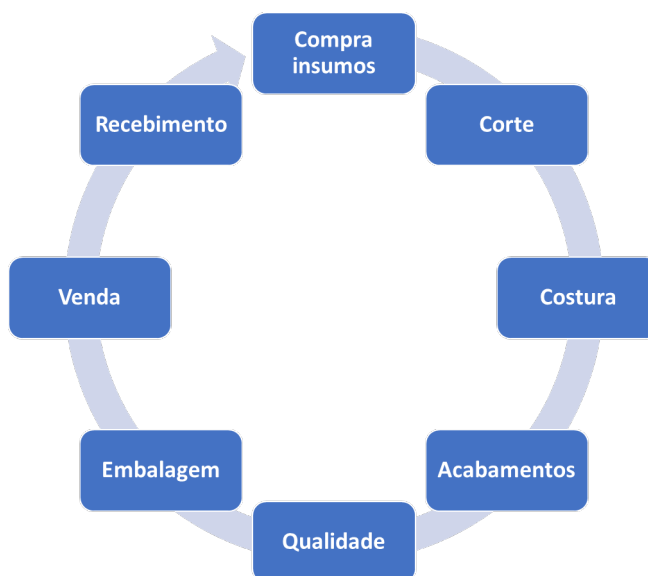 Compra
insumos
Corte
Costura
Acabamentos
Qualidade
Embalagem
Venda
Recebimento